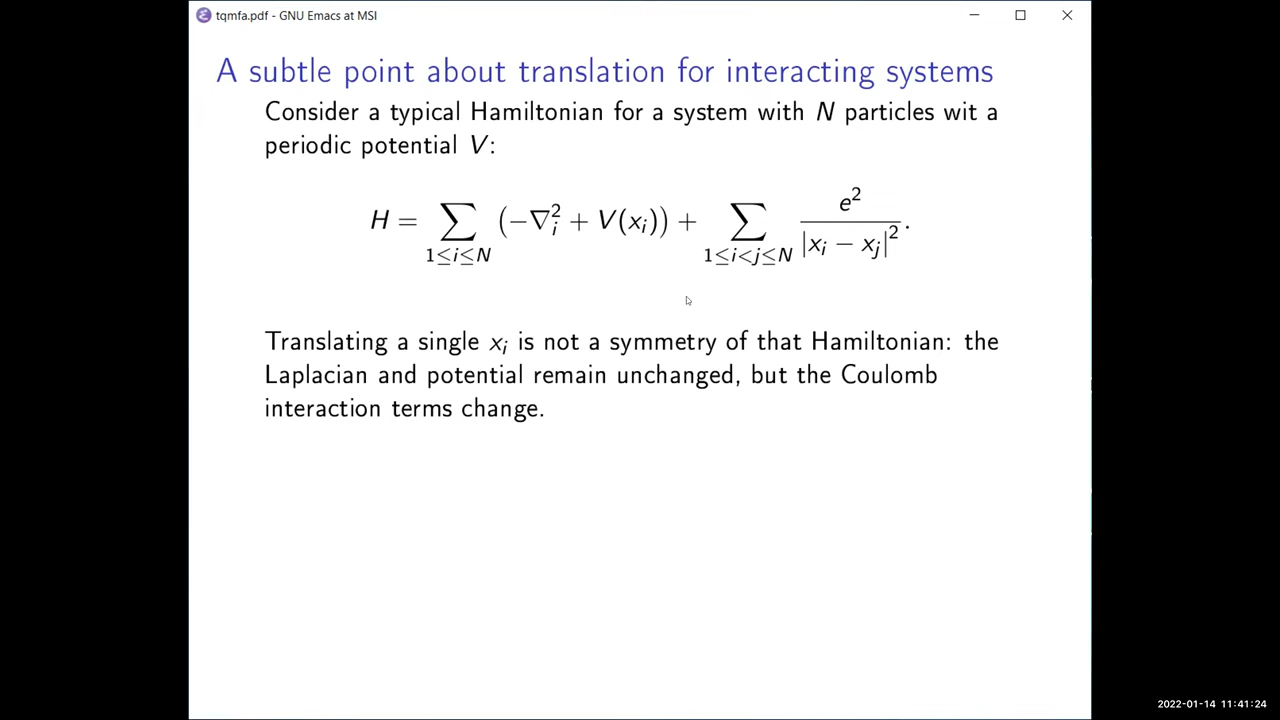 tqmfa.pdf - GNU Emacs at MSI
A subtle point about translation for interacting systems
Consider a typical Hamiltonian for a system with N particles wit a
periodic potential V:
H = \sum_{1≤i≤N} (−∇_i^2 + V(x_i)) + \sum_{1≤i<j≤N} \frac{e^2}{|x_i − x_j|^2}.
Translating a single x_i is not a symmetry of that Hamiltonian: the
Laplacian and potential remain unchanged, but the Coulomb
interaction terms change.
2022-01-14 11:41:24